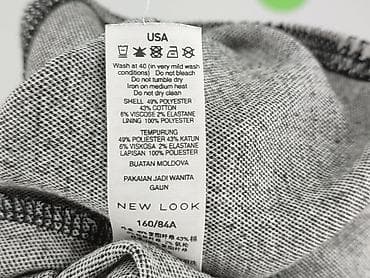 USA
Wash at 40 (in very mild wash
conditions) Do not bleach
Do not tumble dry
Iron on medium heat
Do not dry clean
SHELL 49% POLYESTER
43% COTTON
6% VISCOSE 2% ELASTANE
LINING 100% POLYESTER
TEMPURUNG
49% POLIESTER 43% KATUN
6% VISKOSA 2% ELASTANE
LAPISAN 100% POLIESTER
BUATAN MOLDOVA
PAKAIAN JADI WANITA
GAUN
NEW LOOK
160/84A
43% 棉